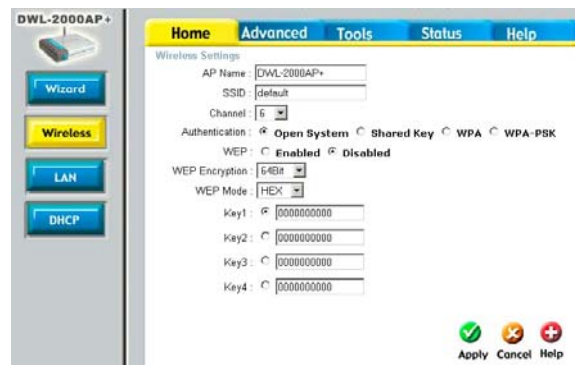 DWL-2000AP+
Home Advanced Tools Status Help
Wizard
Wireless
LAN
DHCP
Wireless Settings
AP Name : DWL-2000AP+
SSID : default
Channel : 6
Authentication : Open System Shared Key WPA WPA-PSK
WEP : Enabled Disabled
WEP Encryption : 64Bit
WEP Mode : HEX
Key1 : 0000000000
Key2 : 0000000000
Key3 : 0000000000
Key4 : 0000000000
Apply Cancel Help